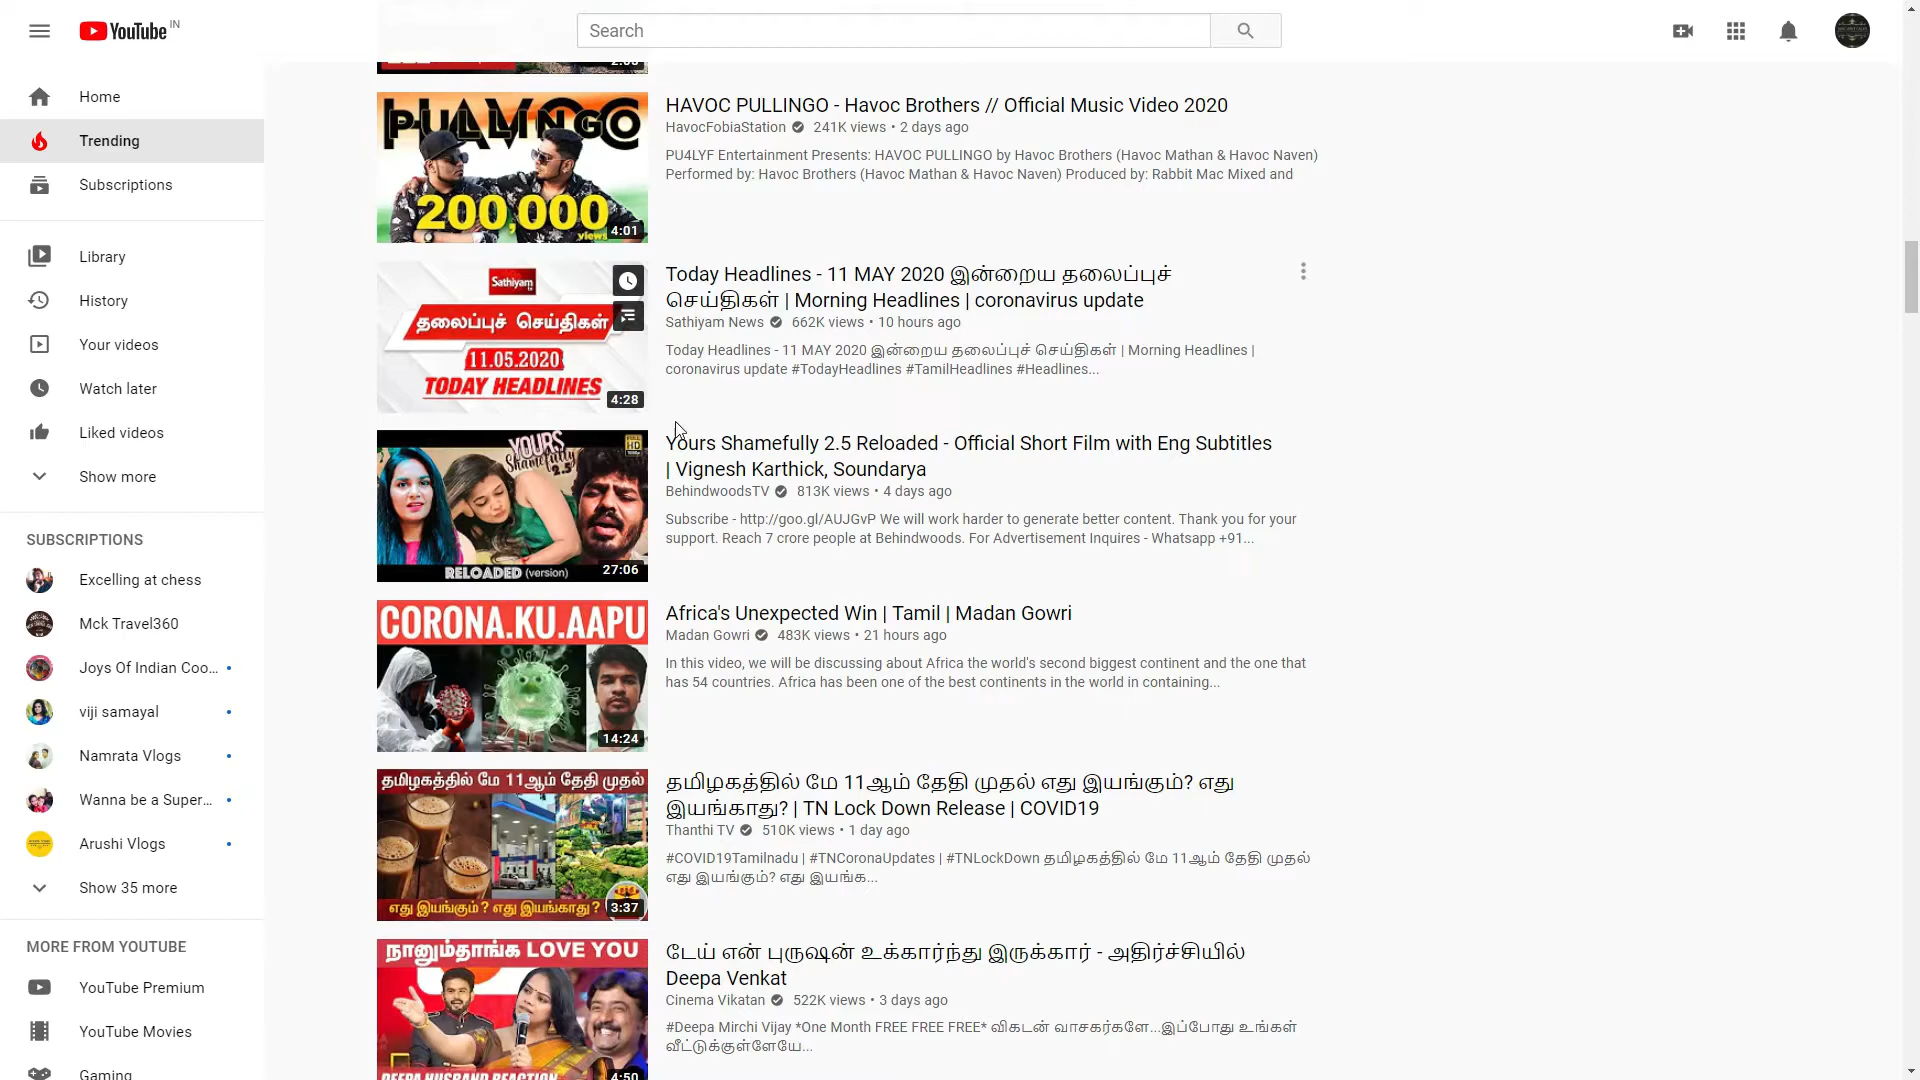 YouTube IN
Search
Home
Trending
Subscriptions
Library
History
Your videos
Watch later
Liked videos
Show more
SUBSCRIPTIONS
Excelling at chess
Mck Travel360
Joys Of Indian Coo...
viji samayal
Namrata Vlogs
Wanna be a Super...
Arushi Vlogs
Show 35 more
MORE FROM YOUTUBE
YouTube Premium
YouTube Movies
Gaming
PULLINGO
200,000
views
4:01
HAVOC PULLINGO - Havoc Brothers // Official Music Video 2020
HavocFobiaStation 241K views • 2 days ago
PU4LYF Entertainment Presents: HAVOC PULLINGO by Havoc Brothers (Havoc Mathan & Havoc Naven)
Performed by: Havoc Brothers (Havoc Mathan & Havoc Naven) Produced by: Rabbit Mac Mixed and
Sathiyam
தலைப்புச் செய்திகள்
11.05.2020
TODAY HEADLINES
4:28
Today Headlines - 11 MAY 2020 இன்றைய தலைப்புச்
செய்திகள் | Morning Headlines | coronavirus update
Sathiyam News 662K views • 10 hours ago
Today Headlines - 11 MAY 2020 இன்றைய தலைப்புச் செய்திகள் | Morning Headlines |
coronavirus update #TodayHeadlines #TamilHeadlines #Headlines...
YOURS
Shamefully
2.5
HD
RELOADED (version)
27:06
Yours Shamefully 2.5 Reloaded - Official Short Film with Eng Subtitles
| Vignesh Karthick, Soundarya
BehindwoodsTV 813K views • 4 days ago
Subscribe - http://goo.gl/AUJGvP We will work harder to generate better content. Thank you for your
support. Reach 7 crore people at Behindwoods. For Advertisement Inquires - Whatsapp +91...
CORONA.KU.AAPU
14:24
Africa's Unexpected Win | Tamil | Madan Gowri
Madan Gowri 483K views • 21 hours ago
In this video, we will be discussing about Africa the world's second biggest continent and the one that
has 54 countries. Africa has been one of the best continents in the world in containing...
தமிழகத்தில் மே 11ஆம் தேதி முதல்
எது இயங்கும் ? எது இயங்காது ?
3:37
தமிழகத்தில் மே 11ஆம் தேதி முதல் எது இயங்கும்? எது
இயங்காது? | TN Lock Down Release | COVID19
Thanthi TV 510K views • 1 day ago
#COVID19Tamilnadu | #TNCoronaUpdates | #TNLockDown தமிழகத்தில் மே 11ஆம் தேதி முதல்
எது இயங்கும்? எது இயங்க...
நானும்தாங்க LOVE YOU
DEEPA HUSBAND REACTION
4:50
டேய் என் புருஷன் உக்கார்ந்து இருக்கார் - அதிர்ச்சியில்
Deepa Venkat
Cinema Vikatan 522K views • 3 days ago
#Deepa Mirchi Vijay *One Month FREE FREE FREE* விகடன் வாசகர்களே...இப்போது உங்கள்
வீட்டுக்குள்ளேயே...